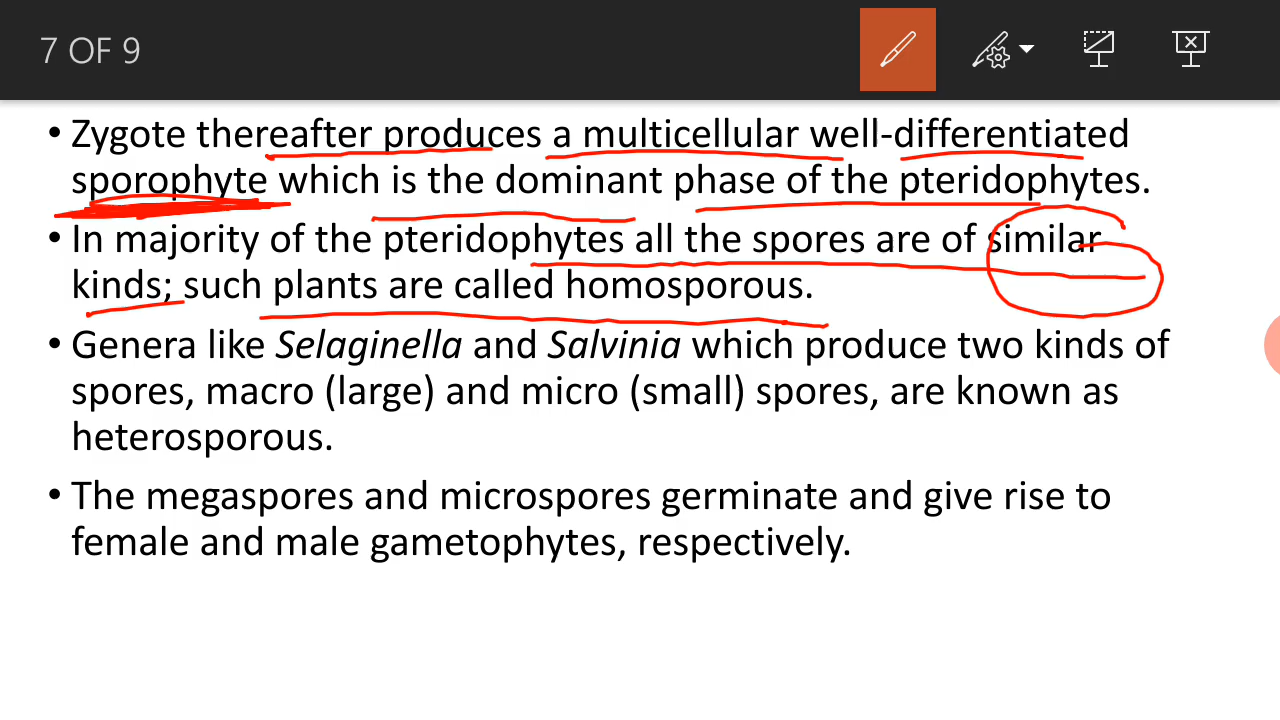 7 OF 9
• Zygote thereafter produces a multicellular well-differentiated
sporophyte which is the dominant phase of the pteridophytes.
• In majority of the pteridophytes all the spores are of similar
kinds; such plants are called homosporous.
• Genera like Selaginella and Salvinia which produce two kinds of
spores, macro (large) and micro (small) spores, are known as
heterosporous.
• The megaspores and microspores germinate and give rise to
female and male gametophytes, respectively.